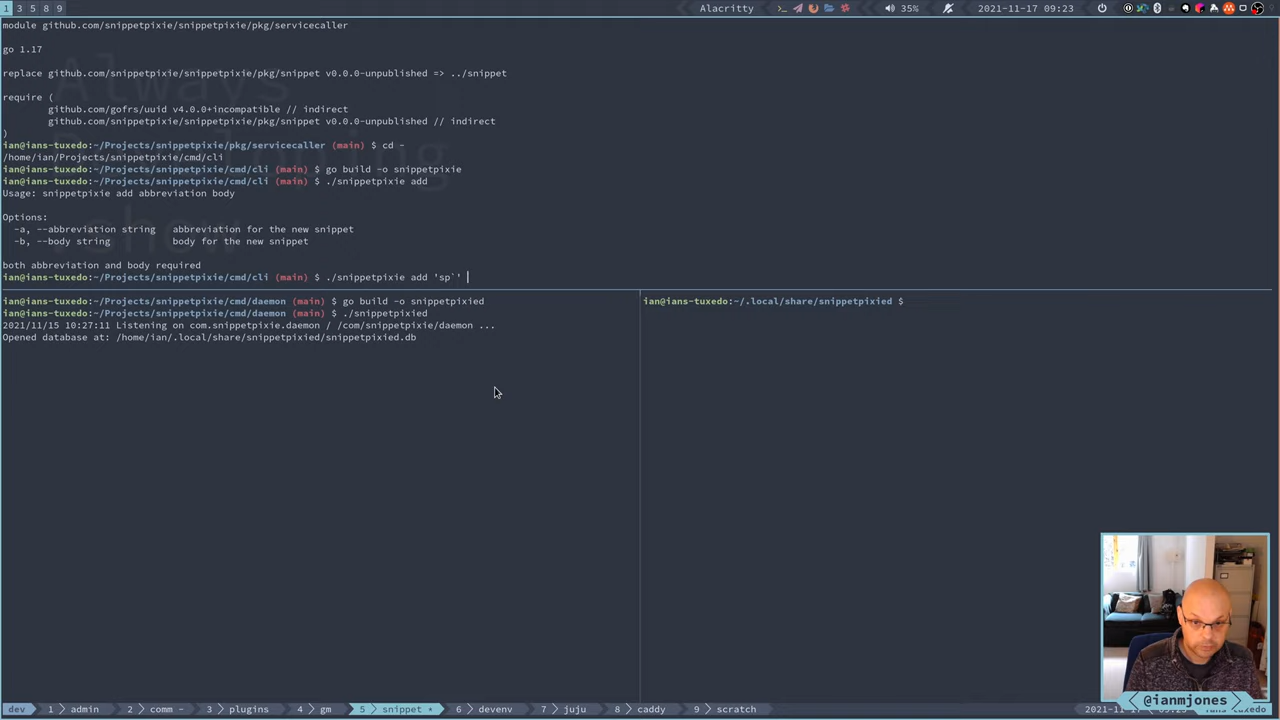 1 3 5 8 9
Alacritty
35%
2021-11-17 09:23
module github.com/snippetpixie/snippetpixie/pkg/servicecaller
go 1.17
replace github.com/snippetpixie/snippetpixie/pkg/snippet v0.0.0-unpublished => ../snippet
require (
github.com/gofrs/uuid v4.0.0+incompatible // indirect
github.com/snippetpixie/snippetpixie/pkg/snippet v0.0.0-unpublished // indirect
)
ian@ians-tuxedo:~/Projects/snippetpixie/pkg/servicecaller (main) $ cd -
/home/ian/Projects/snippetpixie/cmd/cli
ian@ians-tuxedo:~/Projects/snippetpixie/cmd/cli (main) $ go build -o snippetpixie
ian@ians-tuxedo:~/Projects/snippetpixie/cmd/cli (main) $ ./snippetpixie add
Usage: snippetpixie add abbreviation body
Options:
-a, --abbreviation string abbreviation for the new snippet
-b, --body string body for the new snippet
both abbreviation and body required
ian@ians-tuxedo:~/Projects/snippetpixie/cmd/cli (main) $ ./snippetpixie add 'sp`'
ian@ians-tuxedo:~/Projects/snippetpixie/cmd/daemon (main) $ go build -o snippetpixied
ian@ians-tuxedo:~/Projects/snippetpixie/cmd/daemon (main) $ ./snippetpixied
2021/11/15 10:27:11 Listening on com.snippetpixie.daemon / /com/snippetpixie/daemon ...
Opened database at: /home/ian/.local/share/snippetpixied/snippetpixied.db
ian@ians-tuxedo:~/.local/share/snippetpixied $
@ianmjones
dev 1 admin 2 comm - 3 plugins 4 gm 5 snippet * 6 devenv 7 juju 8 caddy 9 scratch